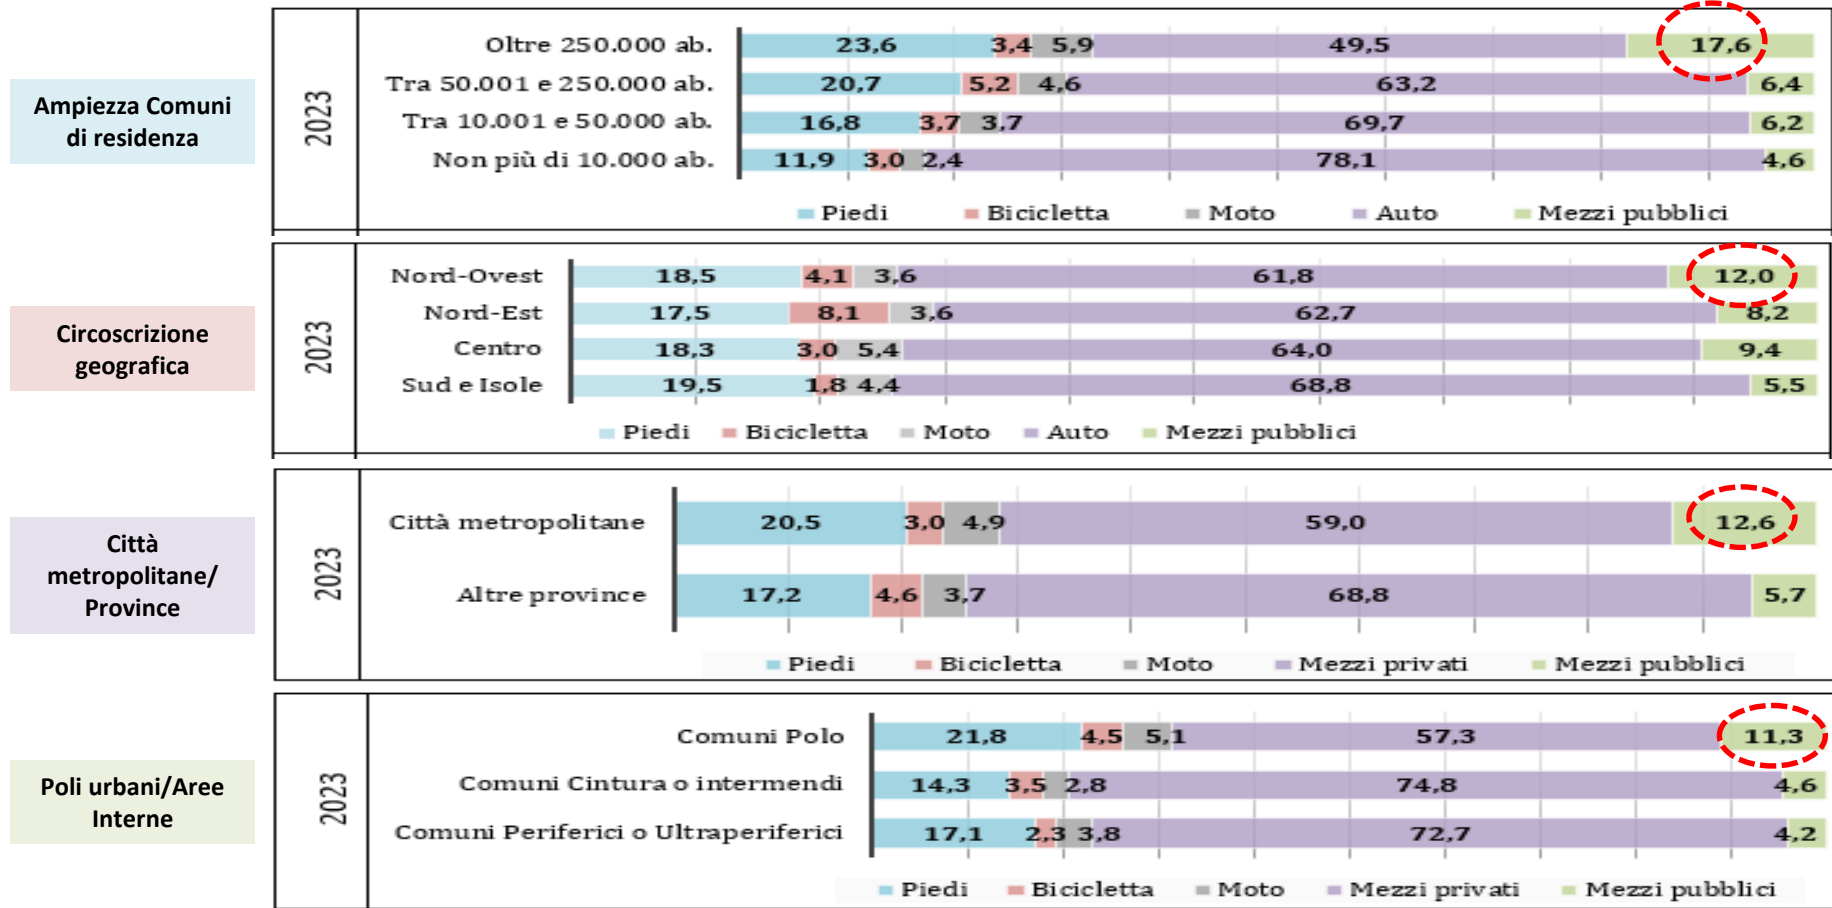 Ampiezza Comuni
di residenza
2023
Oltre 250.000 ab. 23,6 3,4 5,9 49,5 17,6
Tra 50.001 e 250.000 ab. 20,7 5,2 4,6 63,2 6,4
Tra 10.001 e 50.000 ab. 16,8 3,7 3,7 69,7 6,2
Non più di 10.000 ab. 11,9 3,0 2,4 78,1 4,6
Piedi Bicicletta Moto Auto Mezzi pubblici
Circoscrizione
geografica
2023
Nord-Ovest 18,5 4,1 3,6 61,8 12,0
Nord-Est 17,5 8,1 3,6 62,7 8,2
Centro 18,3 3,0 5,4 64,0 9,4
Sud e Isole 19,5 1,8 4,4 68,8 5,5
Piedi Bicicletta Moto Auto Mezzi pubblici
Città
metropolitane/
Province
2023
Città metropolitane 20,5 3,0 4,9 59,0 12,6
Altre province 17,2 4,6 3,7 68,8 5,7
Piedi Bicicletta Moto Mezzi privati Mezzi pubblici
Poli urbani/Aree
Interne
2023
Comuni Polo 21,8 4,5 5,1 57,3 11,3
Comuni Cintura o intermendi 14,3 3,5 2,8 74,8 4,6
Comuni Periferici o Ultraperiferici 17,1 2,3 3,8 72,7 4,2
Piedi Bicicletta Moto Mezzi privati Mezzi pubblici